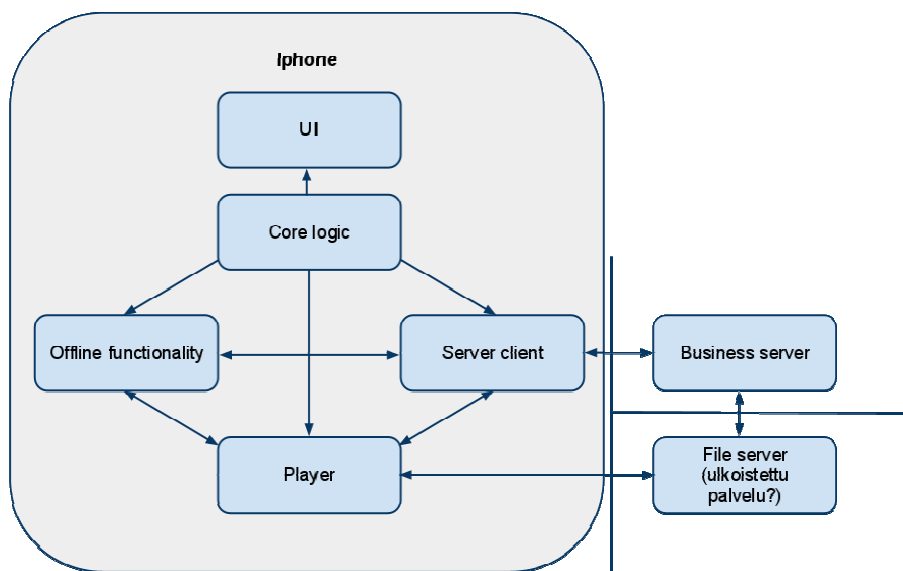 Iphone
UI
Core logic
Offline functionality
Server client
Business server
Player
File server
(ulkoistettu
palvelu?)